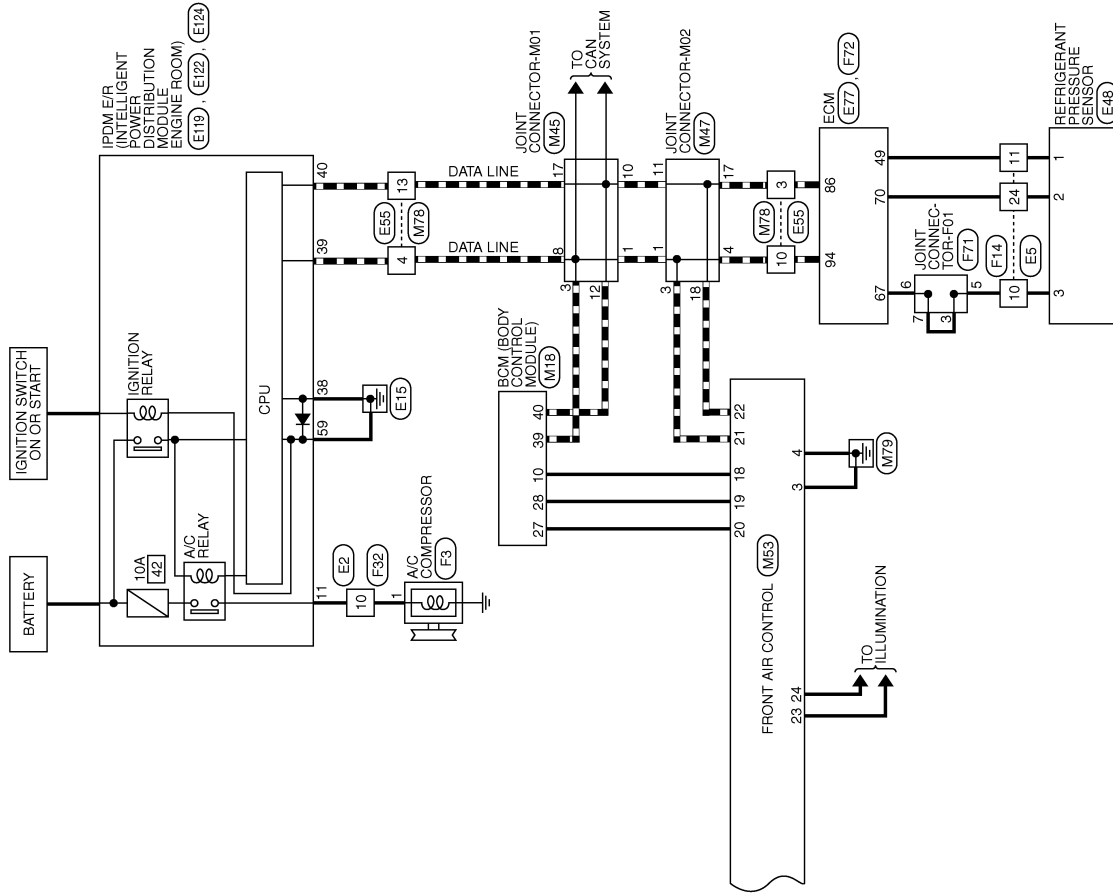 BATTERY
IGNITION SWITCH
ON OR START
IPDM E/R
(INTELLIGENT
POWER
DISTRIBUTION
MODULE
ENGINE ROOM)
E119 , E122 , E124
10A
42
A/C
RELAY
IGNITION
RELAY
CPU
11
59
38
39
40
E2
10
F32
1
A/C
COMPRESSOR
F3
E15
4
E55
M78
13
DATA LINE
DATA LINE
JOINT
CONNECTOR-M01
M45
8
17
3
12
1
10
TO
CAN
SYSTEM
JOINT
CONNECTOR-M02
M47
1
11
3
18
4
17
BCM (BODY
CONTROL
MODULE)
M18
27
28
10
39
40
20
19
18
21
22
FRONT AIR CONTROL
M53
23
24
3
4
TO
ILLUMINATION
M79
10
M78
E55
3
94
86
ECM
E77 , F72
67
70
49
6
7
3
5
JOINT
CONNEC-
TOR-F01
F71
F14
E5
10
24
11
3
2
1
REFRIGERANT
PRESSURE
SENSOR
E48